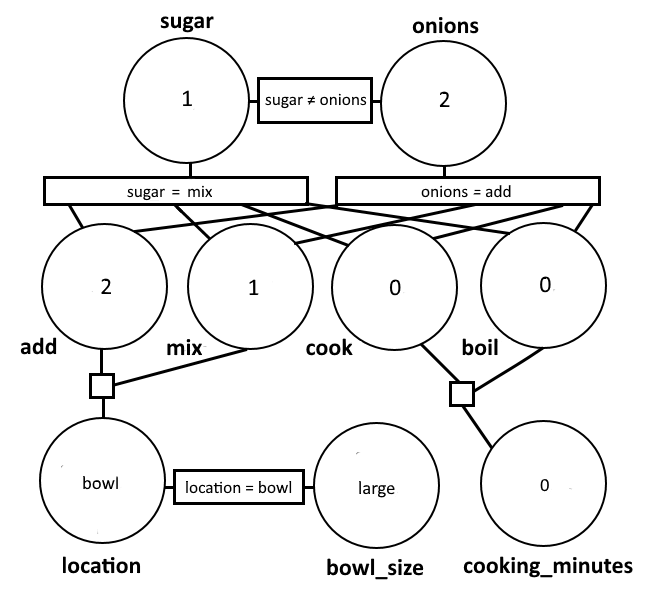 sugar
onions
1
sugar ≠ onions
2
sugar = mix
onions = add
2
1
0
0
add
mix
cook
boil
bowl
location = bowl
large
0
location
bowl_size
cooking_minutes